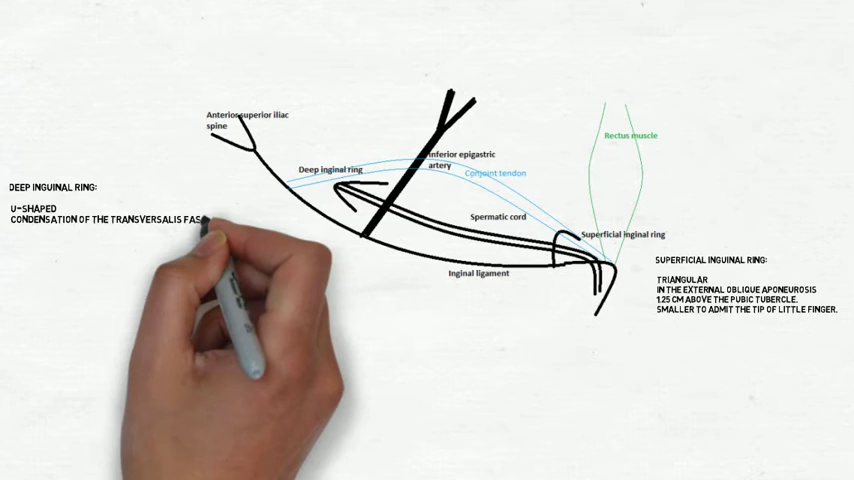 Anterior superior iliac
spine
Inferior epigastric
artery
Deep inginal ring
Conjoint tendon
Rectus muscle
DEEP INGUINAL RING:
U-SHAPED
CONDENSATION OF THE TRANSVERSALIS FAS
Spermatic cord
Superficial inginal ring
Inginal ligament
SUPERFICIAL INGUINAL RING:
TRIANGULAR
IN THE EXTERNAL OBLIQUE APONEUROSIS
1.25 CM ABOVE THE PUBIC TUBERCLE.
SMALLER TO ADMIT THE TIP OF LITTLE FINGER.